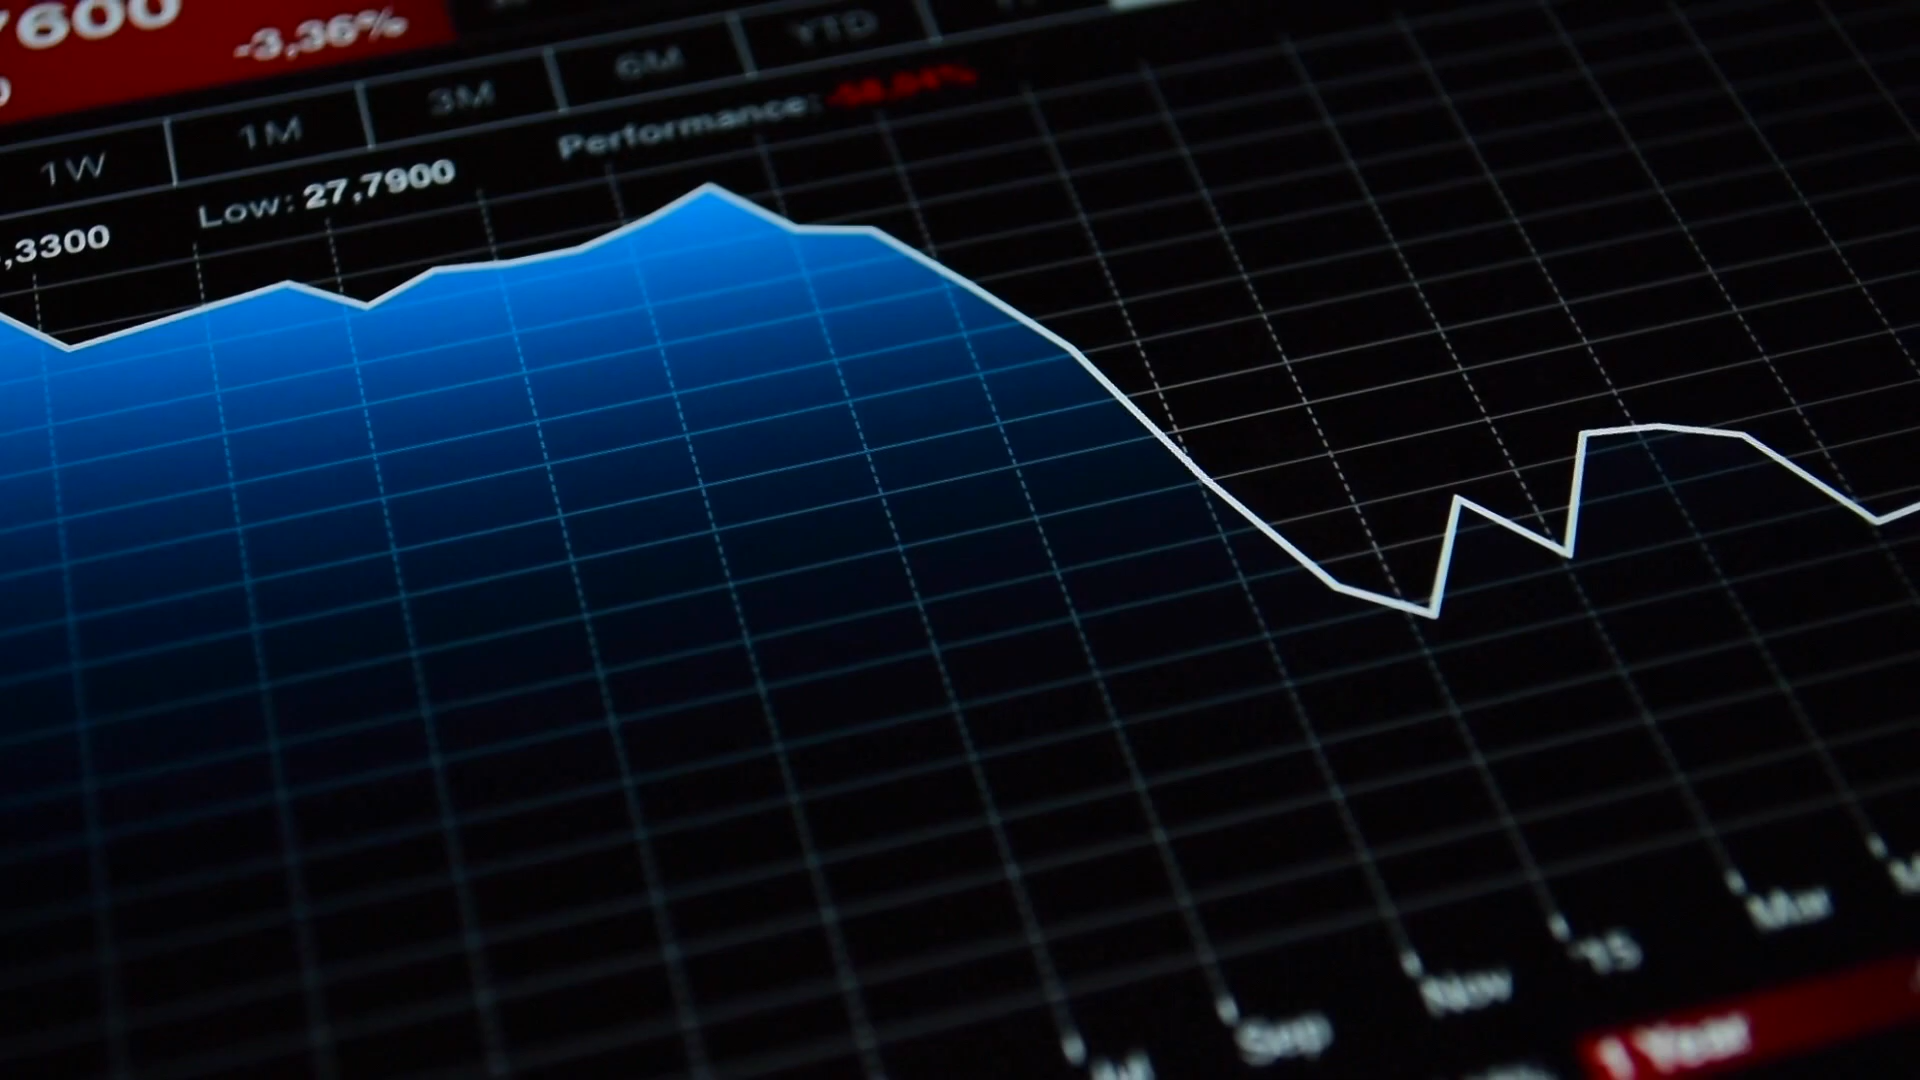 7600
-3,36%
1W 1M 3M 6M YTD
,3300 Low: 27,7900 Performance:
Jul Sep Nov '15 Mar
1 Year